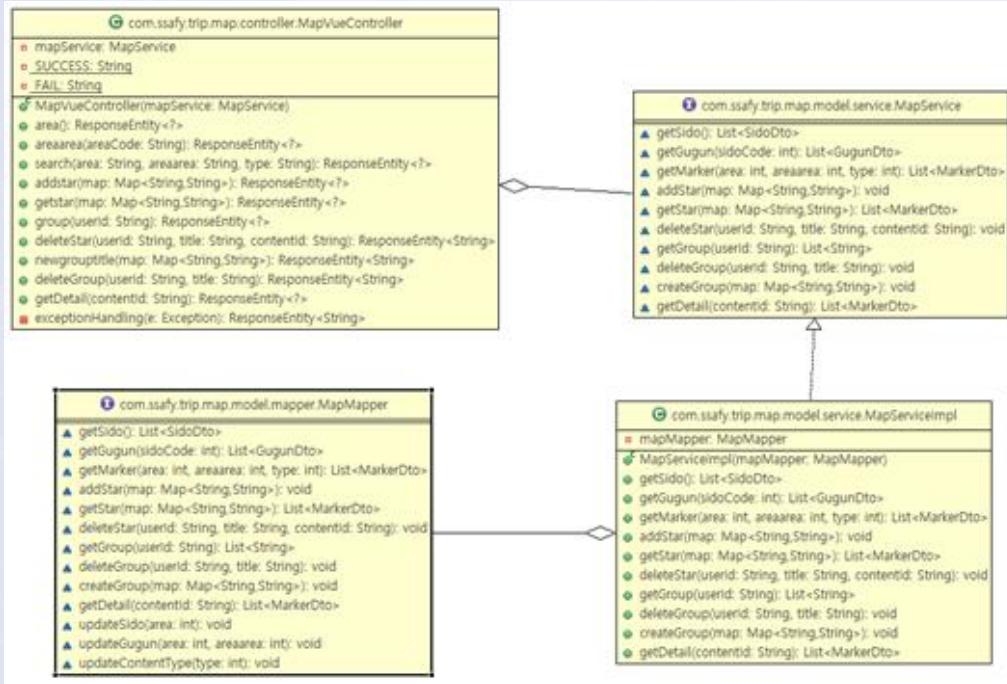 com.ssafy.trip.map.controller.MapVueController
mapService: MapService
SUCCESS: String
FAIL: String
MapVueController(mapService: MapService)
area(): ResponseEntity<?>
areaarea(areaCode: String): ResponseEntity<?>
search(area: String, areaarea: String, type: String): ResponseEntity<?>
addstar(map: Map<String,String>): ResponseEntity<?>
getstar(map: Map<String,String>): ResponseEntity<?>
group(userid: String): ResponseEntity<?>
deleteStar(userid: String, title: String, contentid: String): ResponseEntity<String>
newgrouptitle(map: Map<String,String>): ResponseEntity<String>
deleteGroup(userid: String, title: String): ResponseEntity<String>
getDetail(contentid: String): ResponseEntity<?>
exceptionHandling(e: Exception): ResponseEntity<String>
com.ssafy.trip.map.model.service.MapService
getSido(): List<SidoDto>
getGugun(sidoCode: int): List<GugunDto>
getMarker(area: int, areaarea: int, type: int): List<MarkerDto>
addStar(map: Map<String,String>): void
getStar(map: Map<String,String>): List<MarkerDto>
deleteStar(userid: String, title: String, contentid: String): void
getGroup(userid: String): List<String>
deleteGroup(userid: String, title: String): void
createGroup(map: Map<String,String>): void
getDetail(contentid: String): List<MarkerDto>
com.ssafy.trip.map.model.mapper.MapMapper
getSido(): List<SidoDto>
getGugun(sidoCode: int): List<GugunDto>
getMarker(area: int, areaarea: int, type: int): List<MarkerDto>
addStar(map: Map<String,String>): void
getStar(map: Map<String,String>): List<MarkerDto>
deleteStar(userid: String, title: String, contentid: String): void
getGroup(userid: String): List<String>
deleteGroup(userid: String, title: String): void
createGroup(map: Map<String,String>): void
getDetail(contentid: String): List<MarkerDto>
updateSido(area: int): void
updateGugun(area: int, areaarea: int): void
updateContentType(type: int): void
com.ssafy.trip.map.model.service.MapServiceImpl
mapMapper: MapMapper
MapServiceImpl(mapMapper: MapMapper)
getSido(): List<SidoDto>
getGugun(sidoCode: int): List<GugunDto>
getMarker(area: int, areaarea: int, type: int): List<MarkerDto>
addStar(map: Map<String,String>): void
getStar(map: Map<String,String>): List<MarkerDto>
deleteStar(userid: String, title: String, contentid: String): void
getGroup(userid: String): List<String>
deleteGroup(userid: String, title: String): void
createGroup(map: Map<String,String>): void
getDetail(contentid: String): List<MarkerDto>